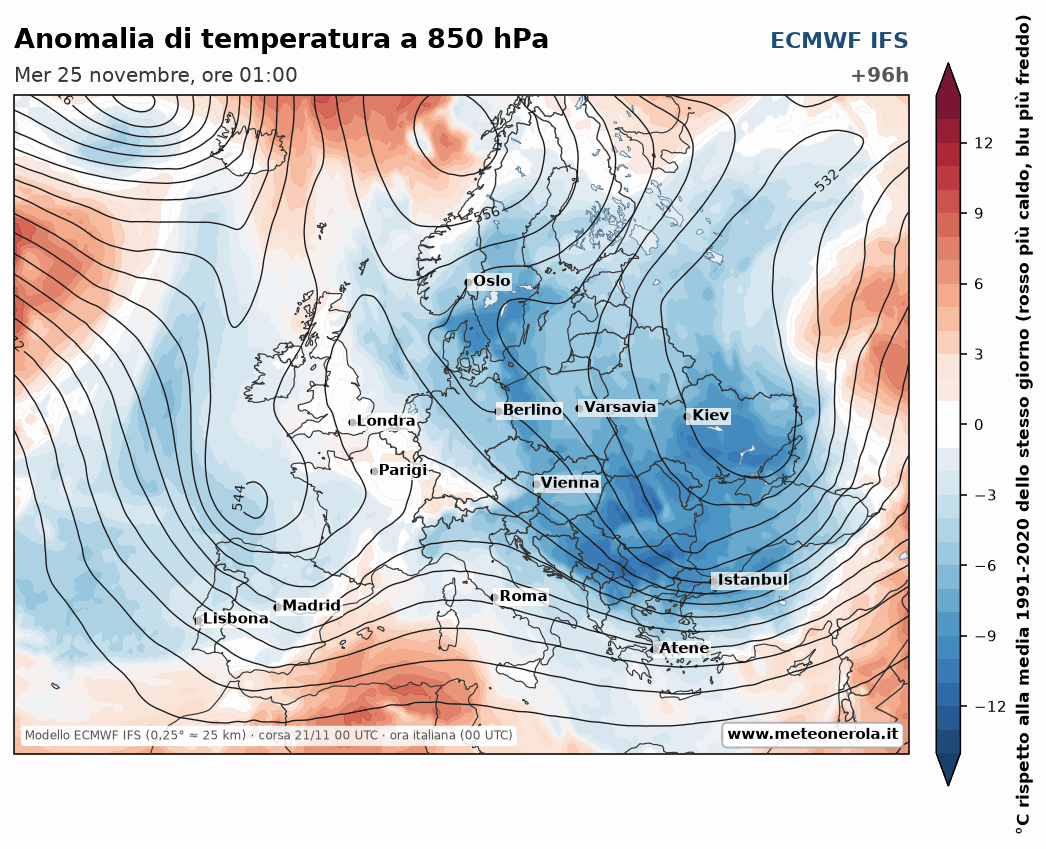 Anomalia di temperatura a 850 hPa
ECMWF IFS
Mer 25 novembre, ore 01:00
+96h
532
556
Oslo
Berlino
Varsavia
Kiev
Londra
Parigi
Vienna
544
Istanbul
Roma
Madrid
Lisbona
Atene
Modello ECMWF IFS (0,25° ≈ 25 km) · corsa 21/11 00 UTC · ora italiana (00 UTC)
www.meteonerola.it
12
9
6
3
0
−3
−6
−9
−12
°C rispetto alla media 1991-2020 dello stesso giorno (rosso più caldo, blu più freddo)